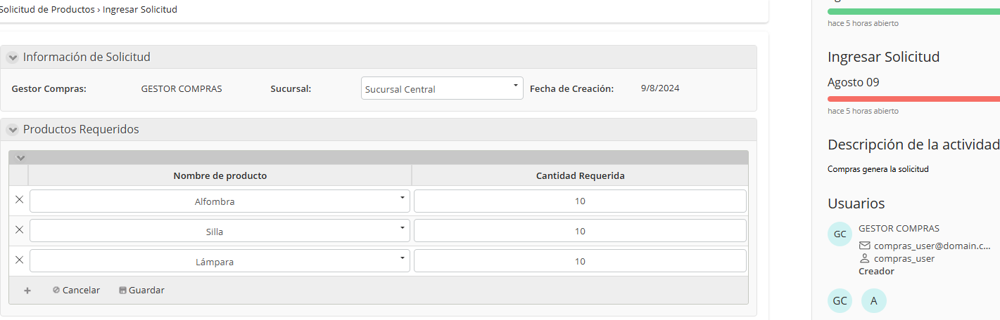 Solicitud de Productos › Ingresar Solicitud
Información de Solicitud
Gestor Compras: GESTOR COMPRAS Sucursal: Sucursal Central Fecha de Creación: 9/8/2024
Productos Requeridos
Nombre de producto Cantidad Requerida
Alfombra 10
Silla 10
Lámpara 10
+ Cancelar Guardar
hace 5 horas abierto
Ingresar Solicitud
Agosto 09
hace 5 horas abierto
Descripción de la actividad
Compras genera la solicitud
Usuarios
GC GESTOR COMPRAS
compras_user@domain.c...
compras_user
Creador
GC A